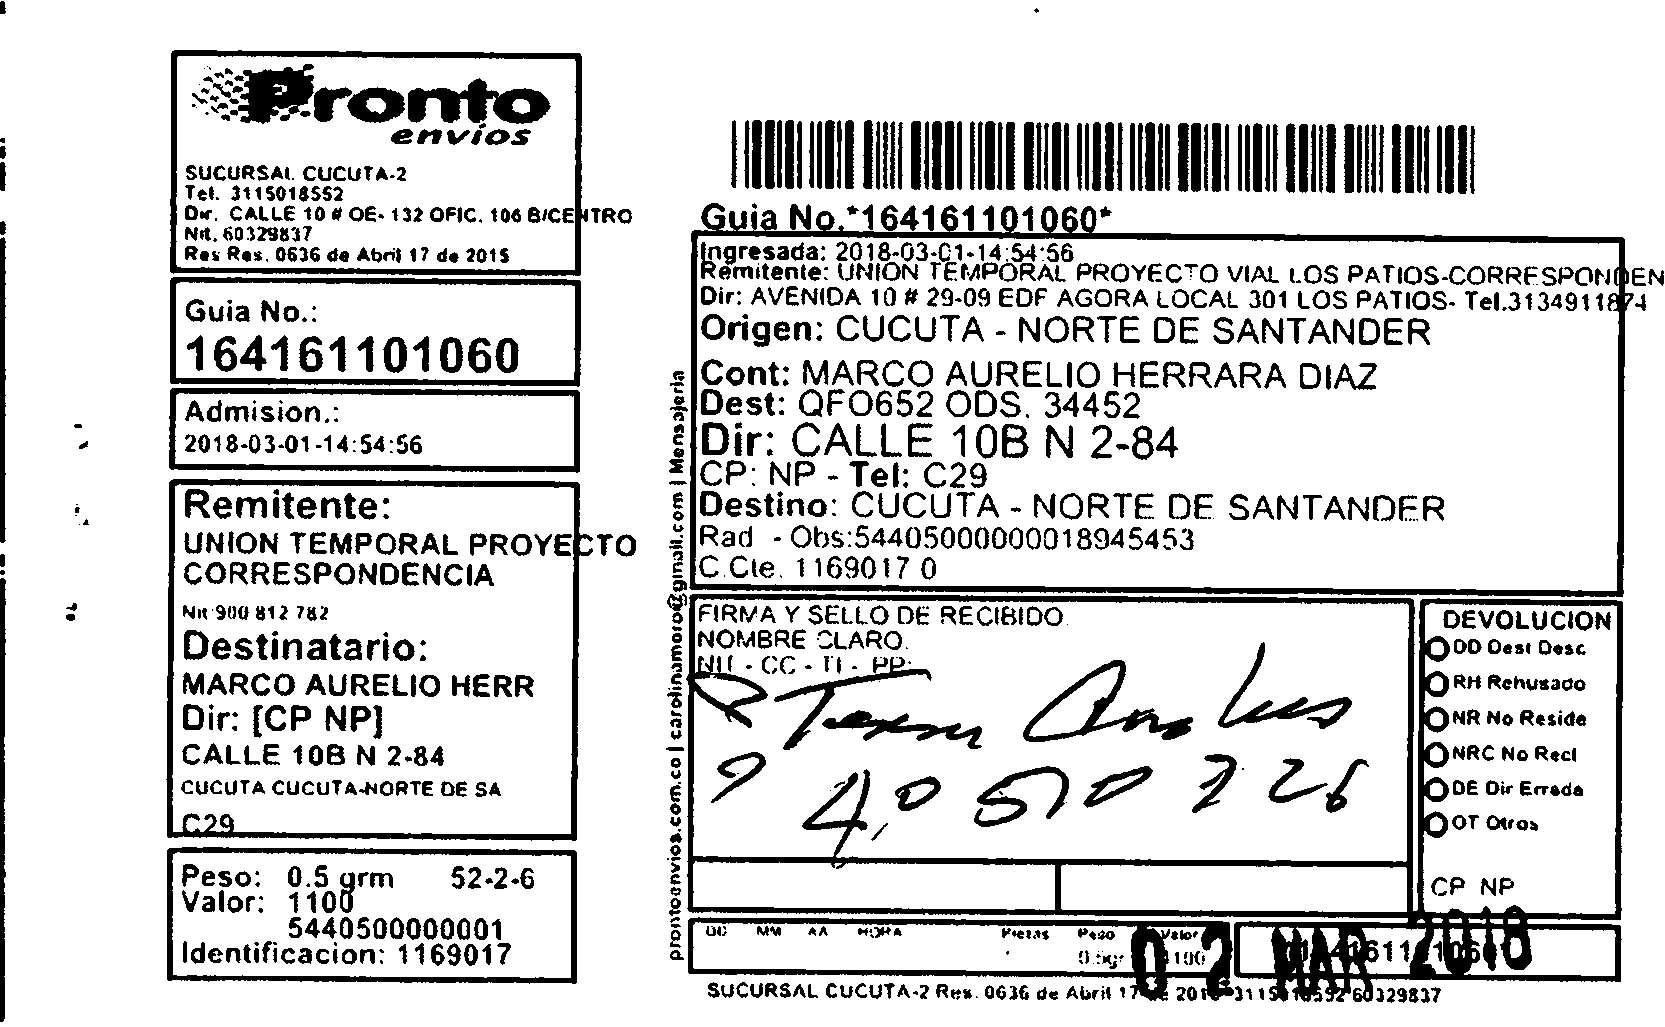 Pronto
envios
SUCURSAL CUCUTA-2
Tel. 3115018552
Dir. CALLE 10 # OE- 132 OFIC. 106 B/CENTRO
Nit. 60329837
Res Res. 0636 de Abril 17 de 2015
Guia No.:
164161101060
Admision.:
2018-03-01-14:54:56
Remitente:
UNION TEMPORAL PROYECTO
CORRESPONDENCIA
Nit 900 812 782
Destinatario:
MARCO AURELIO HERR
Dir: [CP NP]
CALLE 10B N 2-84
CUCUTA CUCUTA-NORTE DE SA
C29
Peso: 0.5 grm 52-2-6
Valor: 1100
5440500000001
Identificacion: 1169017
prontoenvios.com.co | carolinamoro@gmail.com | Mensajeria
Guia No.*164161101060*
Ingresada: 2018-03-01-14:54:56
Remitente: UNION TEMPORAL PROYECTO VIAL LOS PATIOS-CORRESPONDEN
Dir: AVENIDA 10 # 29-09 EDF AGORA LOCAL 301 LOS PATIOS- Tel.3134911874
Origen: CUCUTA - NORTE DE SANTANDER
Cont: MARCO AURELIO HERRARA DIAZ
Dest: QFO652 ODS. 34452
Dir: CALLE 10B N 2-84
CP: NP - Tel: C29
Destino: CUCUTA - NORTE DE SANTANDER
Rad - Obs:544050000000018945453
C.Cte. 1169017 0
FIRMA Y SELLO DE RECIBIDO
NOMBRE CLARO.
NIT - CC - TI - PP:
DEVOLUCION
DD Dest Desc
RH Rehusado
NR No Reside
NRC No Recl
DE Dir Errada
OT Otros
CP NP
DD MM AA HORA Piezas Peso Valor
0.5gr 1100
02 MAR 2018
SUCURSAL CUCUTA-2 Res. 0636 de Abril 17 de 2015 3115018552 60329837